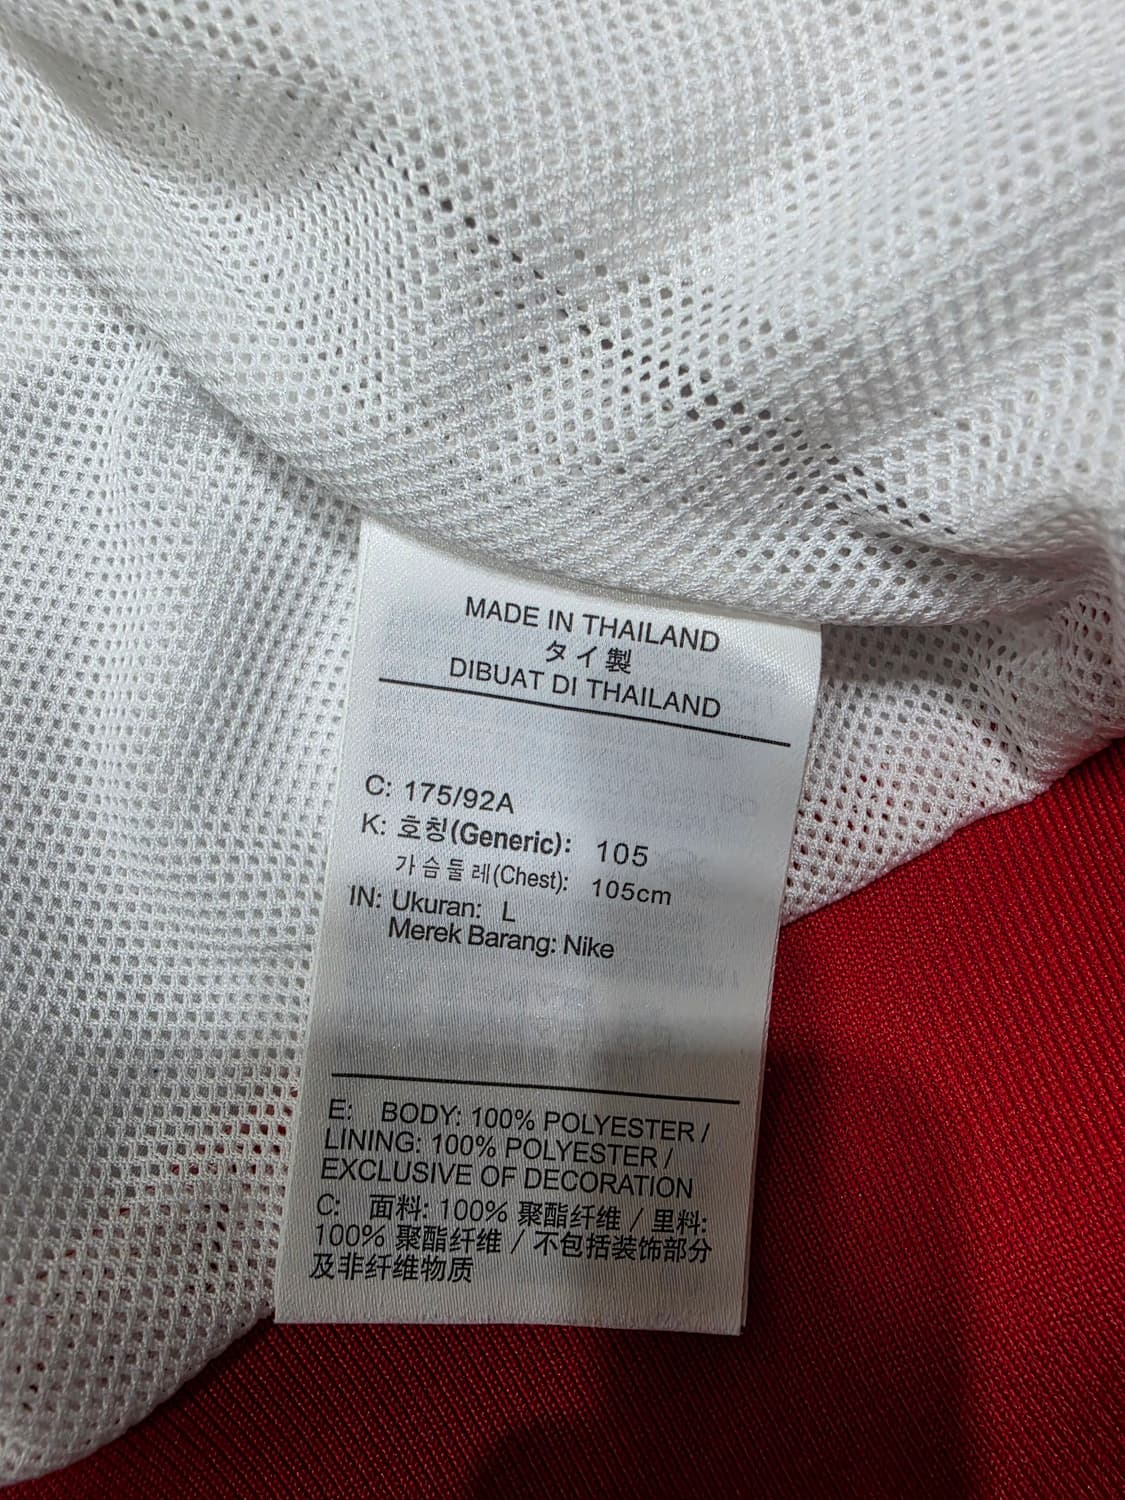 MADE IN THAILAND
タイ製
DIBUAT DI THAILAND
C: 175/92A
K: 호칭(Generic): 105
가슴둘레(Chest): 105cm
IN: Ukuran: L
Merek Barang: Nike
E: BODY: 100% POLYESTER /
LINING: 100% POLYESTER /
EXCLUSIVE OF DECORATION
C: 面料: 100% 聚酯纤维 / 里料:
100% 聚酯纤维 / 不包括装饰部分
及非纤维物质